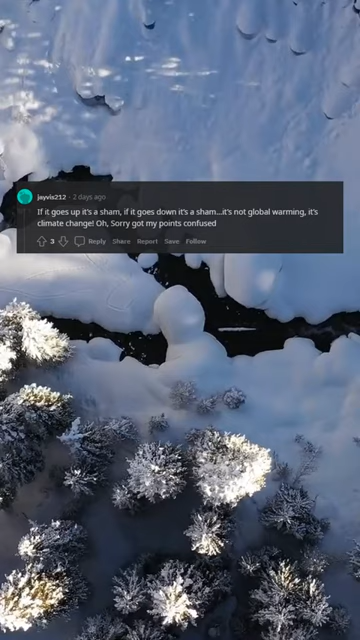 jayvis212 · 2 days ago
If it goes up it's a sham, if it goes down it's a sham...it's not global warming, it's
climate change! Oh, Sorry got my points confused
3 Reply Share Report Save Follow